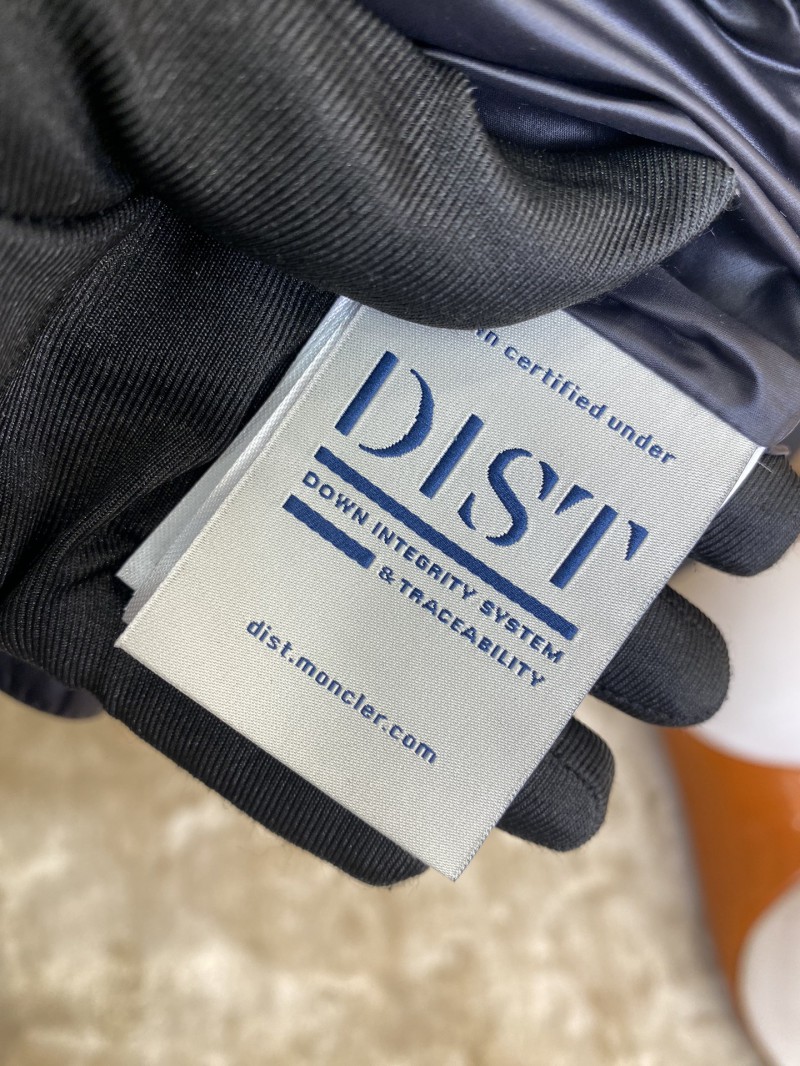 certified under
DIST
DOWN INTEGRITY SYSTEM
& TRACEABILITY
dist.moncler.com